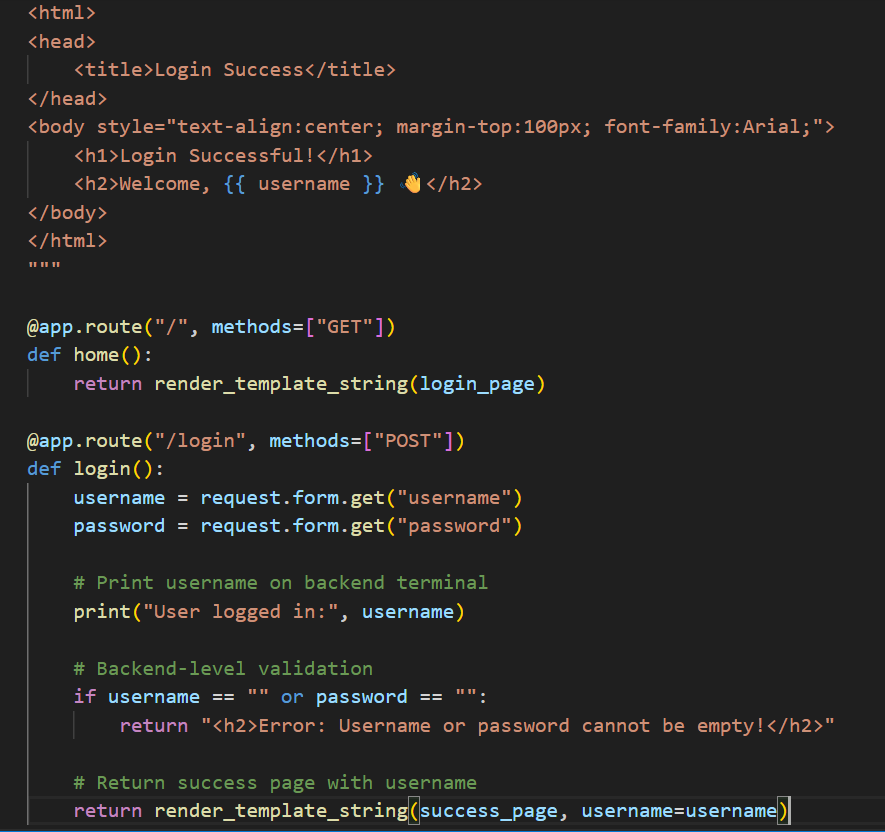 <html>
<head>
    <title>Login Success</title>
</head>
<body style="text-align:center; margin-top:100px; font-family:Arial;">
    <h1>Login Successful!</h1>
    <h2>Welcome, {{ username }} 👋</h2>
</body>
</html>
"""

@app.route("/", methods=["GET"])
def home():
    return render_template_string(login_page)

@app.route("/login", methods=["POST"])
def login():
    username = request.form.get("username")
    password = request.form.get("password")

    # Print username on backend terminal
    print("User logged in:", username)

    # Backend-level validation
    if username == "" or password == "":
        return "<h2>Error: Username or password cannot be empty!</h2>"

    # Return success page with username
    return render_template_string(success_page, username=username)